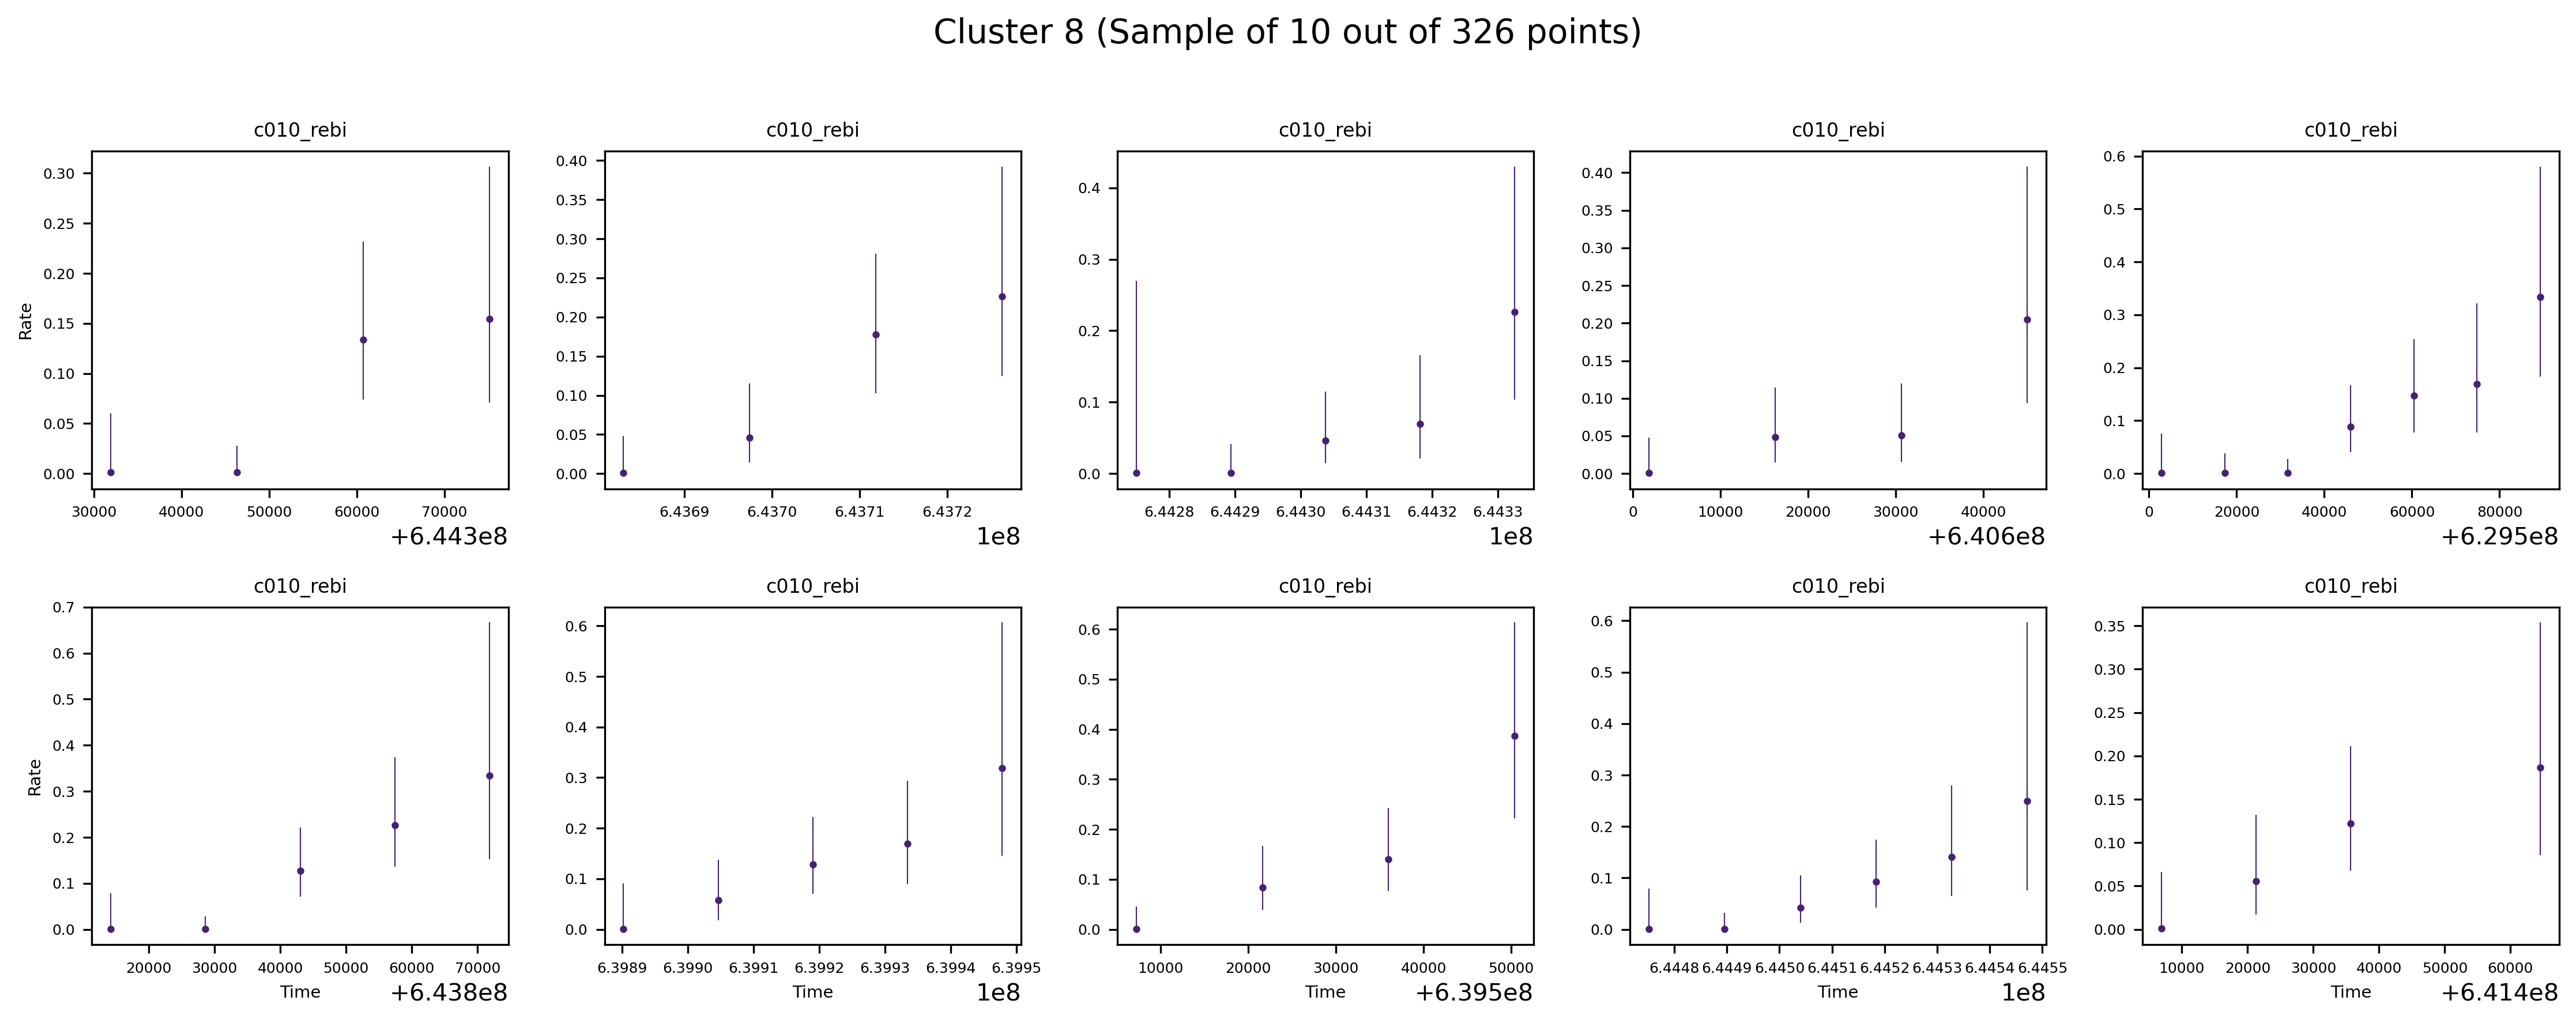 Cluster 8 (Sample of 10 out of 326 points)
c010_rebi
c010_rebi
c010_rebi
c010_rebi
c010_rebi
Rate
0.30
0.25
0.20
0.15
0.10
0.05
0.00
30000 40000 50000 60000 70000
+6.443e8
0.40
0.35
0.30
0.25
0.20
0.15
0.10
0.05
0.00
6.4369 6.4370 6.4371 6.4372
1e8
0.4
0.3
0.2
0.1
0.0
6.4428 6.4429 6.4430 6.4431 6.4432 6.4433
1e8
0.40
0.35
0.30
0.25
0.20
0.15
0.10
0.05
0.00
0 10000 20000 30000 40000
+6.406e8
0.6
0.5
0.4
0.3
0.2
0.1
0.0
0 20000 40000 60000 80000
+6.295e8
c010_rebi
c010_rebi
c010_rebi
c010_rebi
c010_rebi
Rate
0.7
0.6
0.5
0.4
0.3
0.2
0.1
0.0
20000 30000 40000 50000 60000 70000
Time
+6.438e8
0.6
0.5
0.4
0.3
0.2
0.1
0.0
6.3989 6.3990 6.3991 6.3992 6.3993 6.3994 6.3995
Time
1e8
0.6
0.5
0.4
0.3
0.2
0.1
0.0
10000 20000 30000 40000 50000
Time
+6.395e8
0.6
0.5
0.4
0.3
0.2
0.1
0.0
6.4448 6.4449 6.4450 6.4451 6.4452 6.4453 6.4454 6.4455
Time
1e8
0.35
0.30
0.25
0.20
0.15
0.10
0.05
0.00
10000 20000 30000 40000 50000 60000
Time
+6.414e8